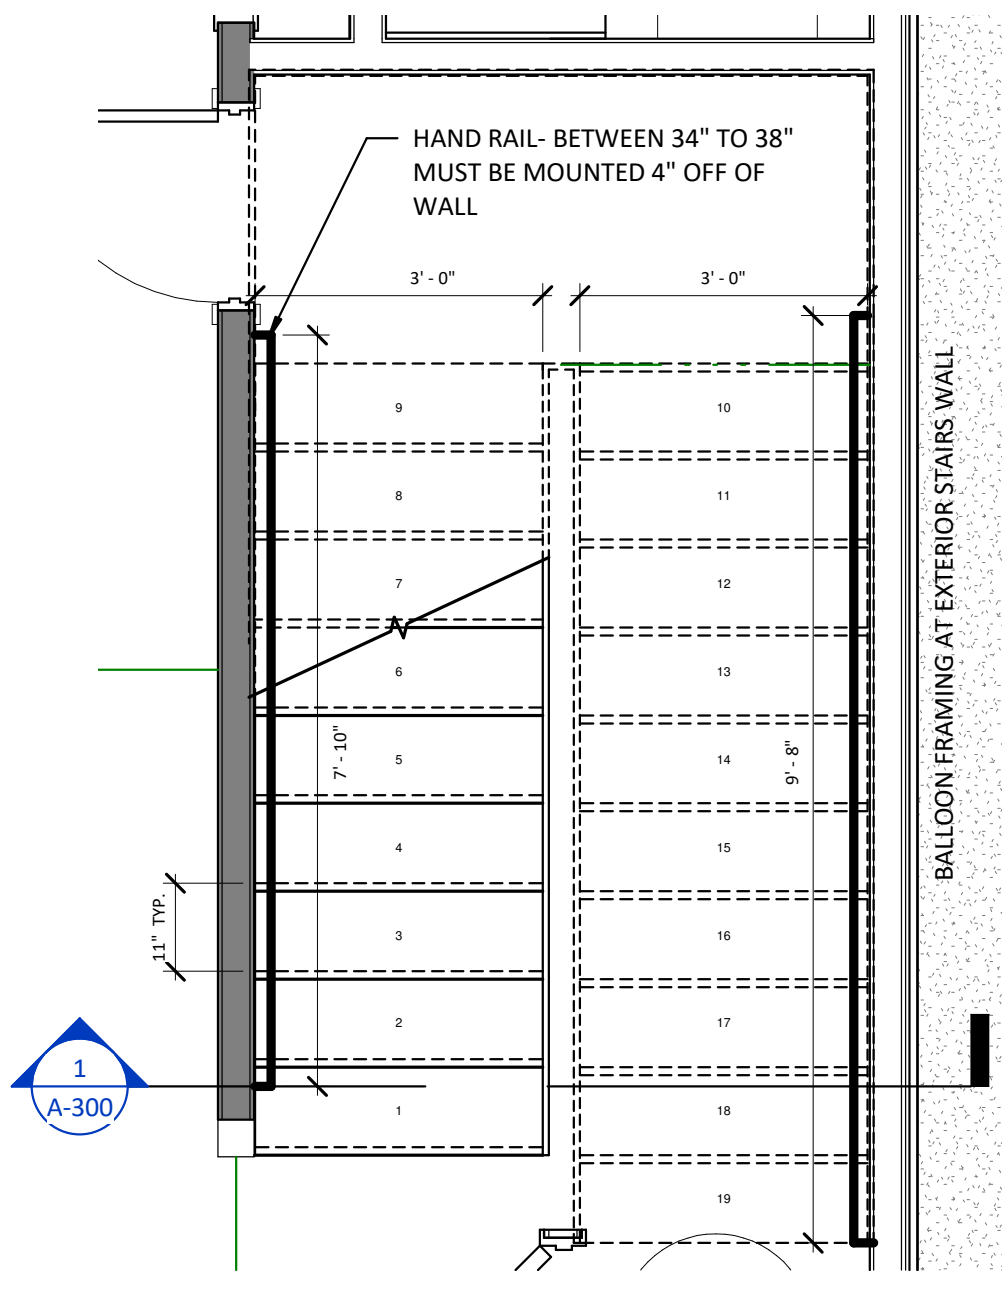 HAND RAIL- BETWEEN 34" TO 38"
MUST BE MOUNTED 4" OFF OF
WALL
3' - 0"
3' - 0"
9
10
8
11
7
12
6
13
5
14
7' - 10"
9' - 8"
4
15
11" TYP.
3
16
2
17
1
18
19
1
A-300
BALLOON FRAMING AT EXTERIOR STAIRS WALL